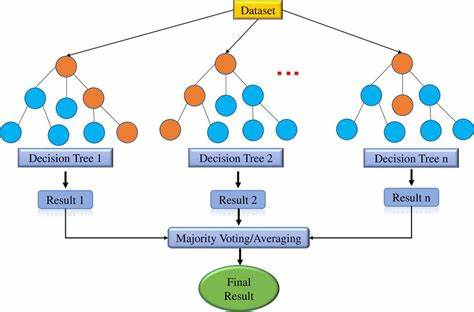 Dataset
...
Decision Tree 1
Decision Tree 2
Decision Tree n
Result 1
Result 2
Result n
Majority Voting/Averaging
Final
Result